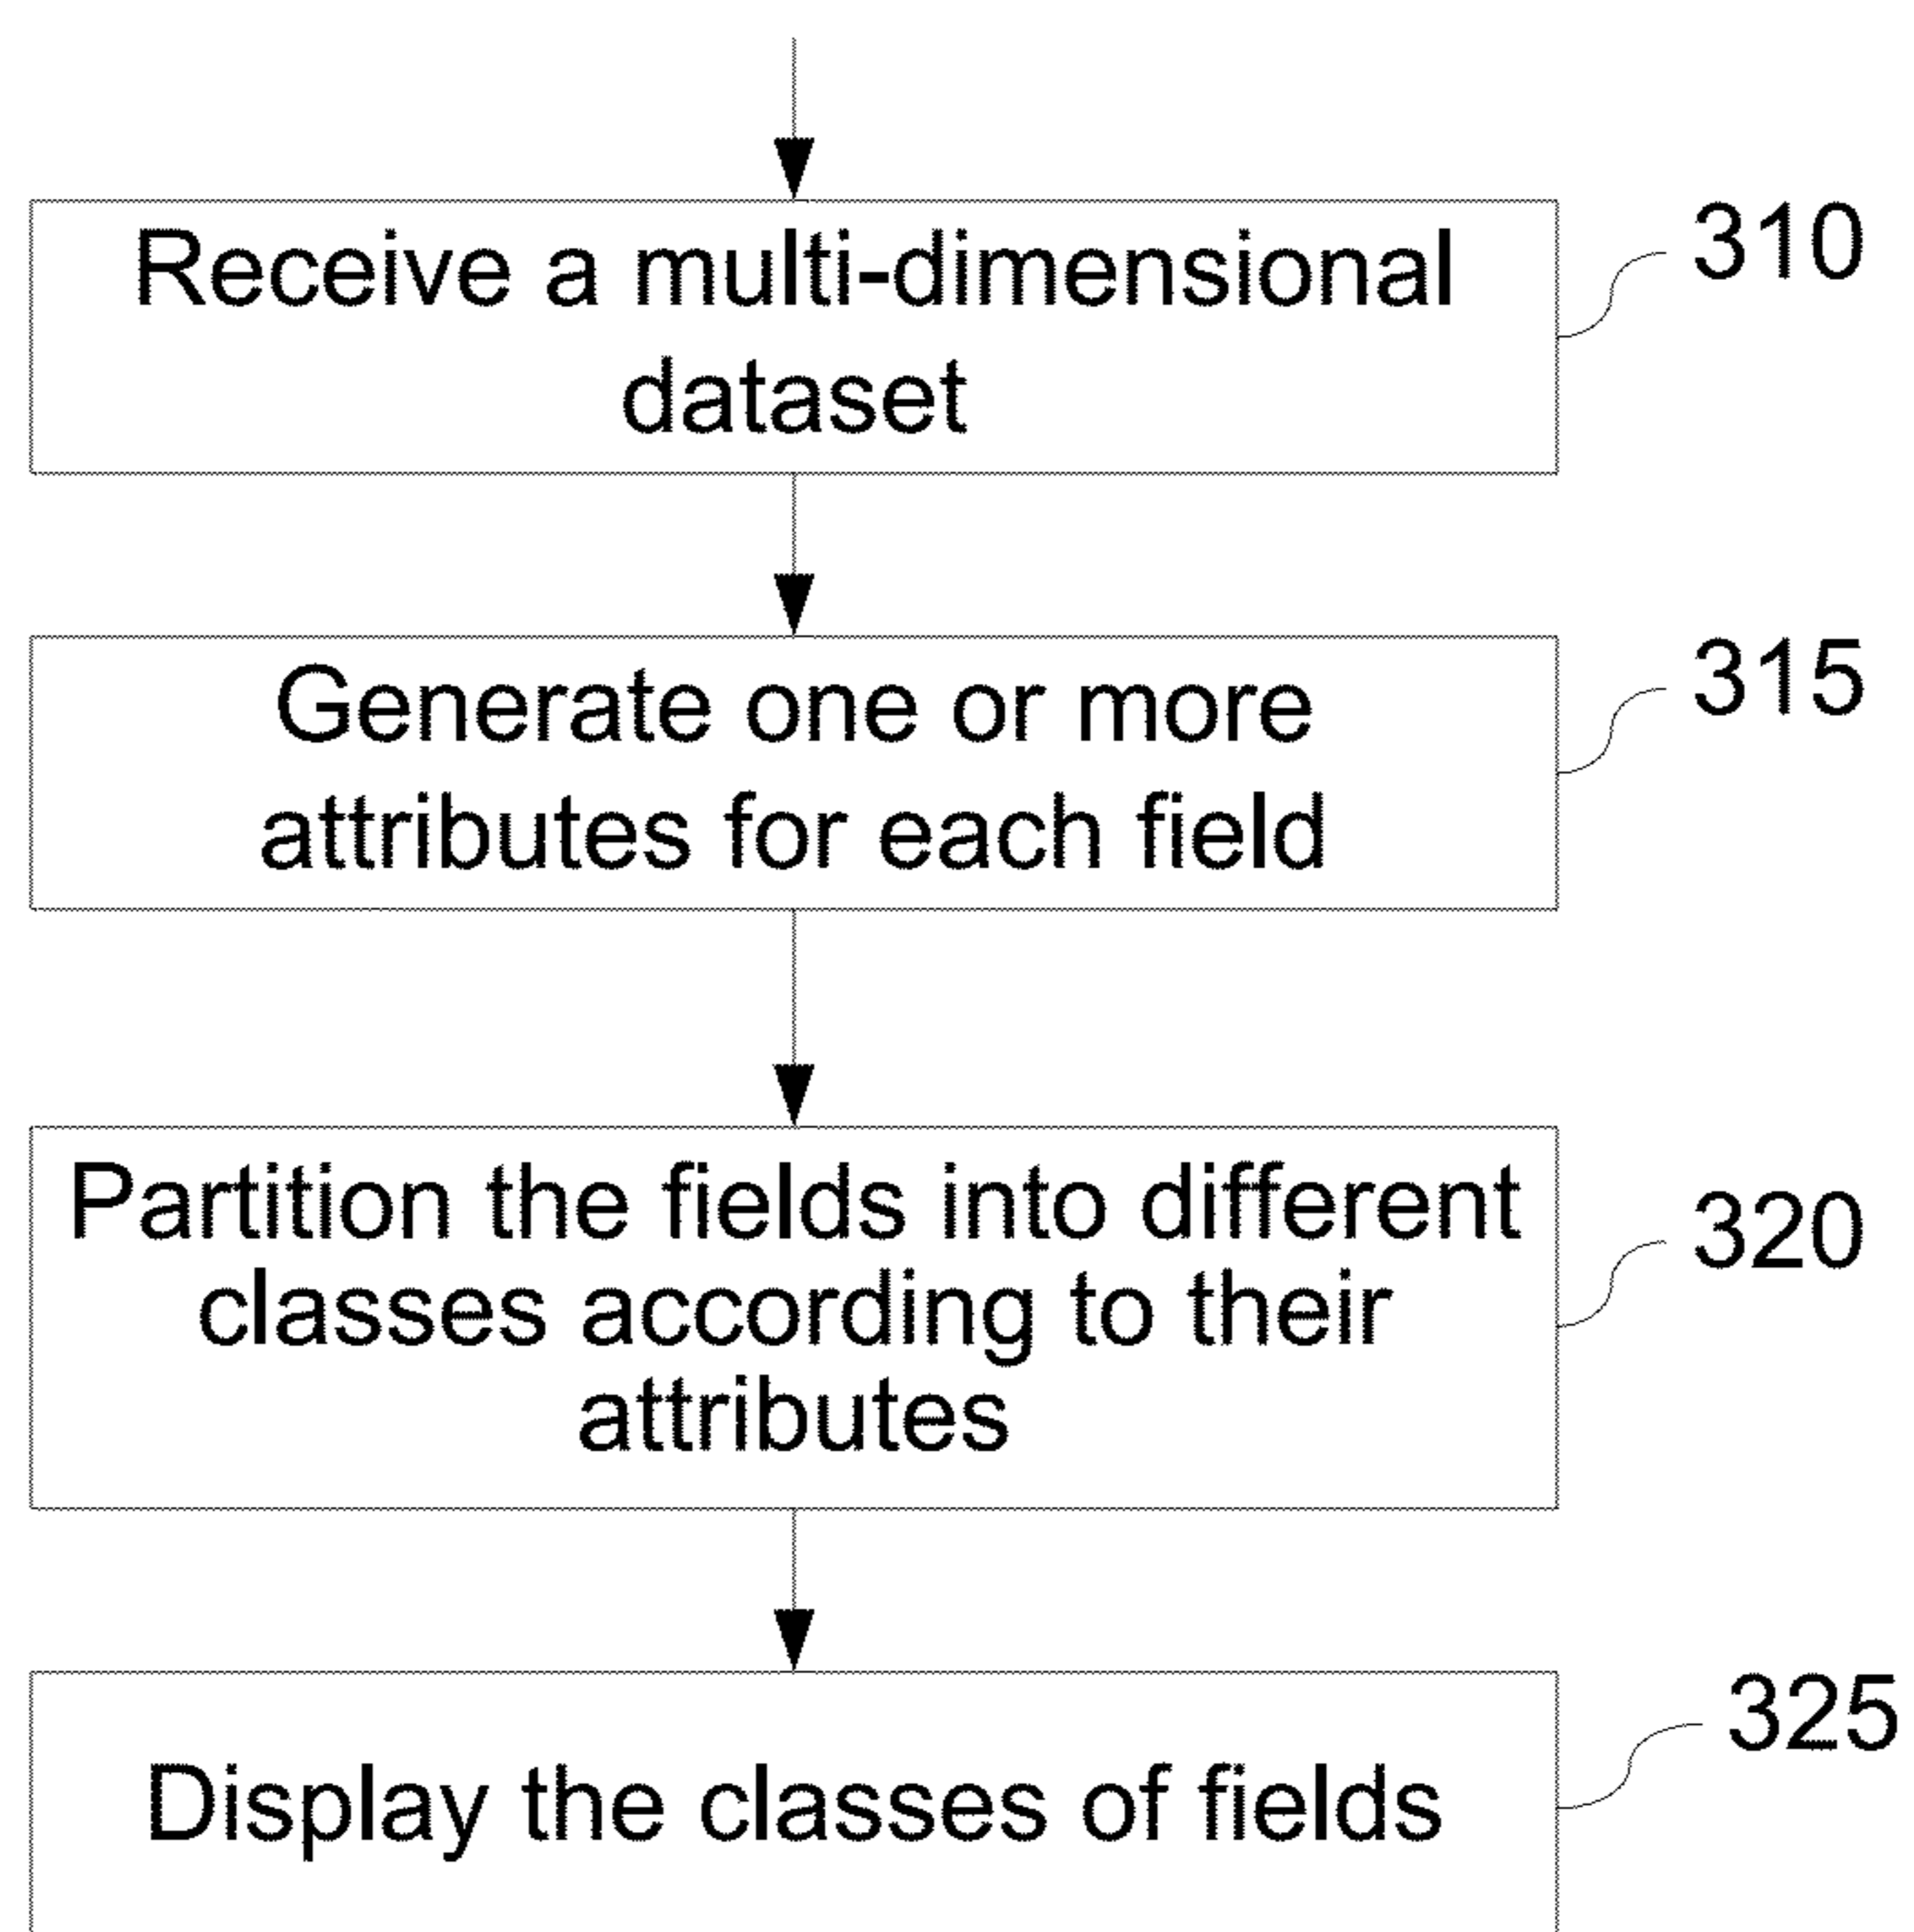 Receive a multi-dimensional
dataset
310
Generate one or more
attributes for each field
315
Partition the fields into different
classes according to their
attributes
320
Display the classes of fields
325